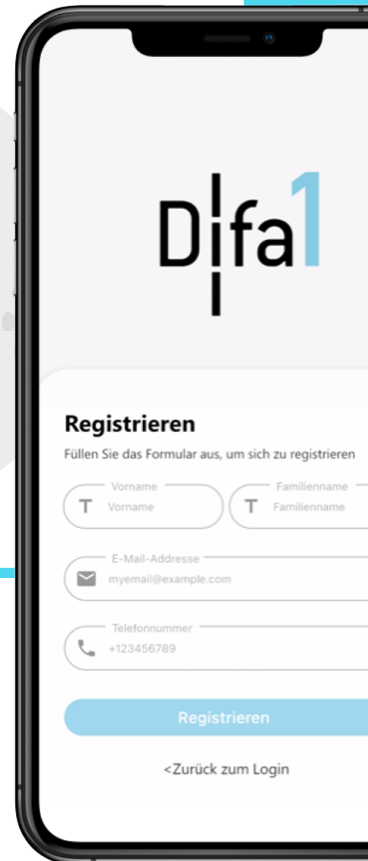 Difa1
Registrieren
Füllen Sie das Formular aus, um sich zu registrieren
Vorname Familienname
Vorname Familienname
E-Mail-Addresse
myemail@example.com
Telefonnummer
+123456789
Registrieren
<Zurück zum Login